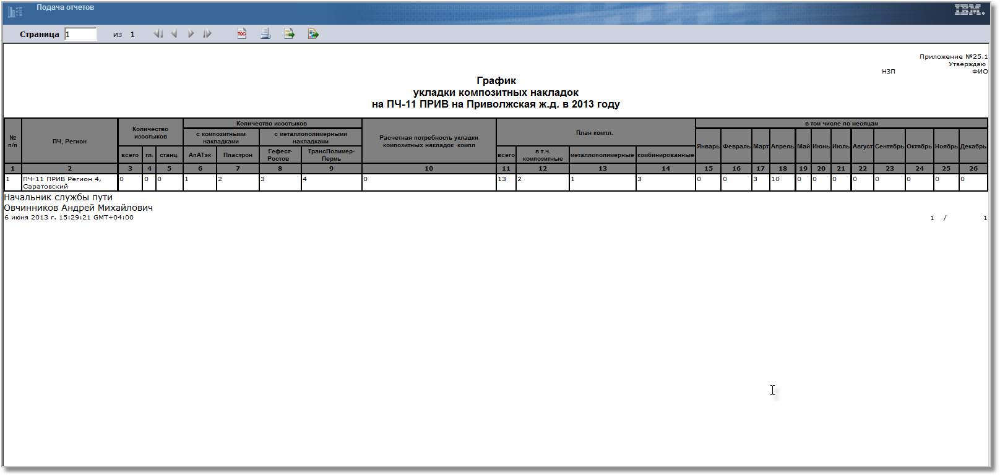 Подача отчетов
IBM.
Страница 1 из 1
TOC
Приложение №25.1
Утверждаю
НЗП ФИО
График
укладки композитных накладок
на ПЧ-11 ПРИВ на Приволжская ж.д. в 2013 году
№ п/п
ПЧ, Регион
Количество
изостыков
всего гл. станц.
Количество изостыков
с композитными
накладками
с металлополимерными
накладками
АпАТэк Пластрон
Гефест-
Ростов
ТрансПолимер-
Пермь
Расчетная потребность укладки
композитных накладок компл
План компл.
всего
в т.ч.
композитные
металлополимерные комбинированные
в том числе по месяцам
Январь Февраль Март Апрель Май Июнь Июль Август Сентябрь Октябрь Ноябрь Декабрь
1 2 3 4 5 6 7 8 9 10 11 12 13 14 15 16 17 18 19 20 21 22 23 24 25 26
1 ПЧ-11 ПРИВ Регион 4, 0 0 0 1 2 3 4 0 13 2 1 3 0 0 3 10 0 0 0 0 0 0 0 0
Саратовский
Начальник службы пути
Овчинников Андрей Михайлович
6 июня 2013 г. 15:29:21 GMT+04:00
1 / 1